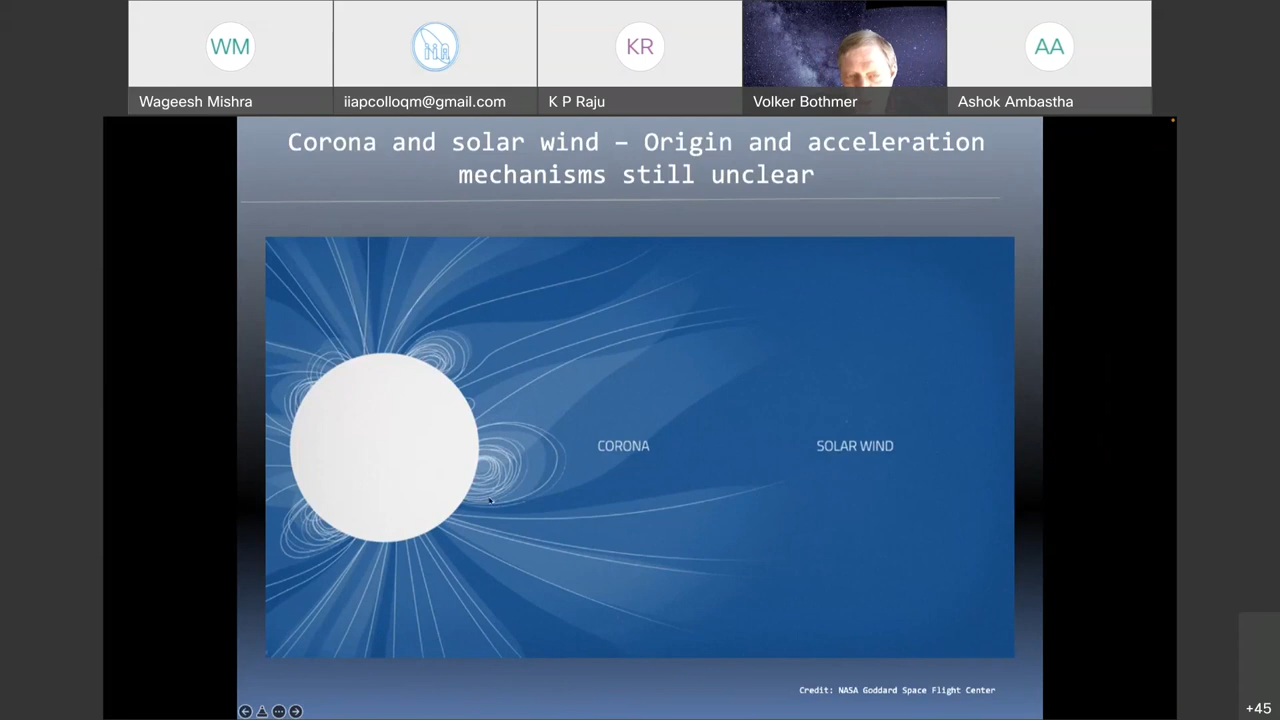 WM
iiA
KR
AA
Wageesh Mishra
iiapcolloqm@gmail.com
K P Raju
Volker Bothmer
Ashok Ambastha
Corona and solar wind – Origin and acceleration
mechanisms still unclear
CORONA
SOLAR WIND
Credit: NASA Goddard Space Flight Center
+45